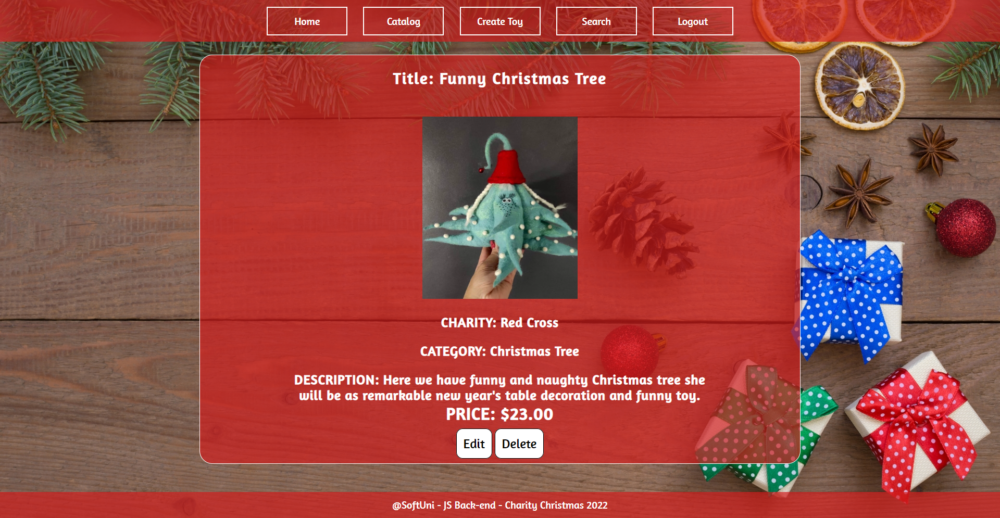 Home
Catalog
Create Toy
Search
Logout
Title: Funny Christmas Tree
CHARITY: Red Cross
CATEGORY: Christmas Tree
DESCRIPTION: Here we have funny and naughty Christmas tree she
will be as remarkable new year's table decoration and funny toy.
PRICE: $23.00
Edit
Delete
@SoftUni - JS Back-end - Charity Christmas 2022